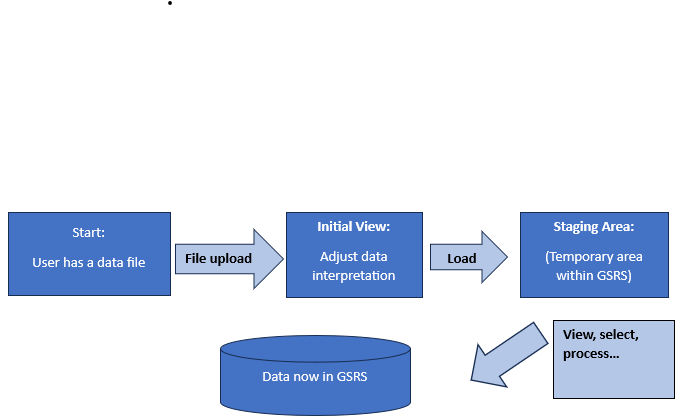 Start:
User has a data file
File upload
Initial View:
Adjust data
interpretation
Load
Staging Area:
(Temporary area
within GSRS)
View, select,
process...
Data now in GSRS